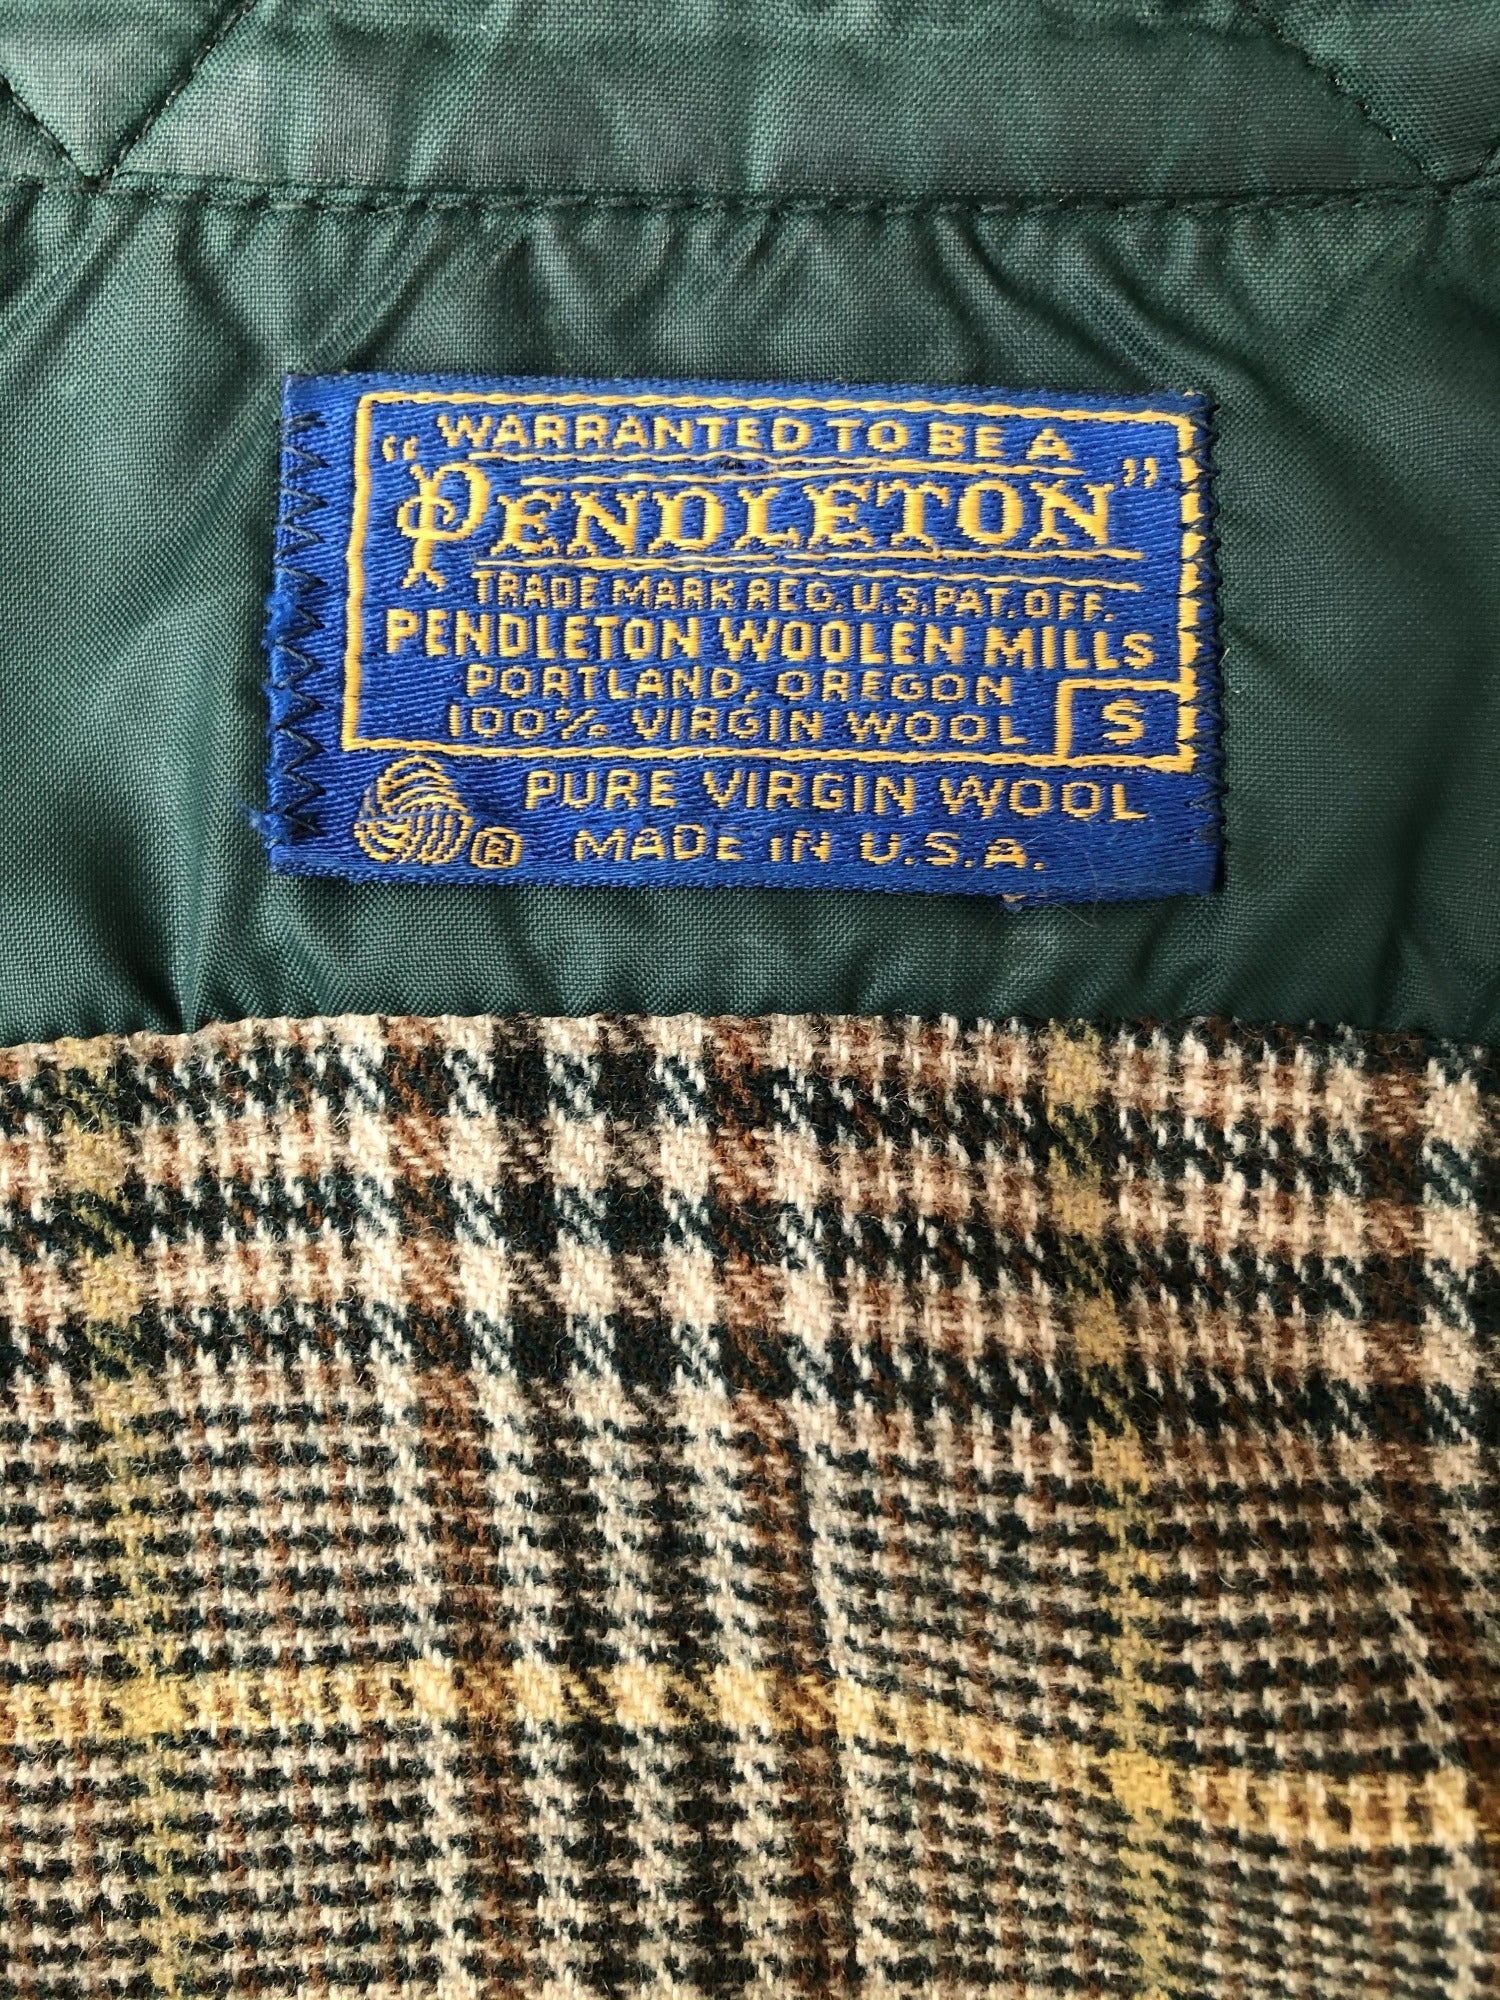 WARRANTED TO BE A
"PENDLETON"
TRADE MARK REG. U.S. PAT. OFF.
PENDLETON WOOLEN MILLS
PORTLAND, OREGON
100% VIRGIN WOOL S
PURE VIRGIN WOOL
® MADE IN U.S.A.